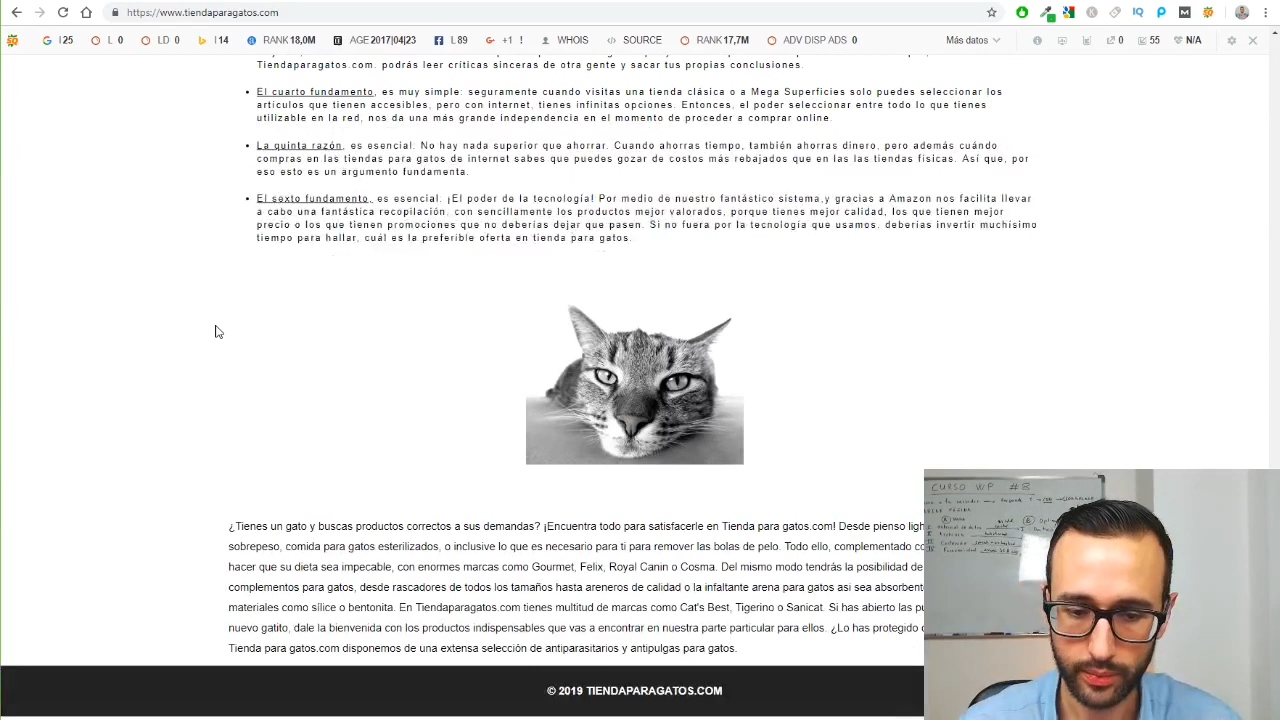 https://www.tiendaparagatos.com
I 25
L 0
LD 0
I 14
RANK 18,0M
AGE 2017|04|23
L 89
+1 !
WHOIS
SOURCE
RANK 17,7M
ADV DISP ADS 0
Más datos
0
55
N/A
Tiendaparagatos.com. podrás leer críticas sinceras de otra gente y sacar tus propias conclusiones.
El cuarto fundamento, es muy simple: seguramente cuando visitas una tienda clásica o a Mega Superficies solo puedes seleccionar los
artículos que tienen accesibles, pero con internet, tienes infinitas opciones. Entonces, el poder seleccionar entre todo lo que tienes
utilizable en la red, nos da una más grande independencia en el momento de proceder a comprar online.
La quinta razón, es esencial: No hay nada superior que ahorrar. Cuando ahorras tiempo, también ahorras dinero, pero además cuándo
compras en las tiendas para gatos de internet sabes que puedes gozar de costos más rebajados que en las las tiendas físicas. Así que, por
eso esto es un argumento fundamenta.
El sexto fundamento, es esencial: ¡El poder de la tecnología! Por medio de nuestro fantástico sistema,y gracias a Amazon nos facilita llevar
a cabo una fantástica recopilación, con sencillamente los productos mejor valorados, porque tienes mejor calidad, los que tienen mejor
precio o los que tienen promociones que no deberías dejar que pasen. Si no fuera por la tecnología que usamos, deberías invertir muchísimo
tiempo para hallar, cuál es la preferible oferta en tienda para gatos.
¿Tienes un gato y buscas productos correctos a sus demandas? ¡Encuentra todo para satisfacerle en Tienda para gatos.com! Desde pienso ligh
sobrepeso, comida para gatos esterilizados, o inclusive lo que es necesario para ti para remover las bolas de pelo. Todo ello, complementado co
hacer que su dieta sea impecable, con enormes marcas como Gourmet, Felix, Royal Canin o Cosma. Del mismo modo tendrás la posibilidad de
complementos para gatos, desde rascadores de todos los tamaños hasta areneros de calidad o la infaltante arena para gatos asi sea absorbente
materiales como sílice o bentonita. En Tiendaparagatos.com tienes multitud de marcas como Cat's Best, Tigerino o Sanicat. Si has abierto las pu
nuevo gatito, dale la bienvenida con los productos indispensables que vas a encontrar en nuestra parte particular para ellos. ¿Lo has protegido
Tienda para gatos.com disponemos de una extensa selección de antiparasitarios y antipulgas para gatos.
© 2019 TIENDAPARAGATOS.COM
CURSO WP #8